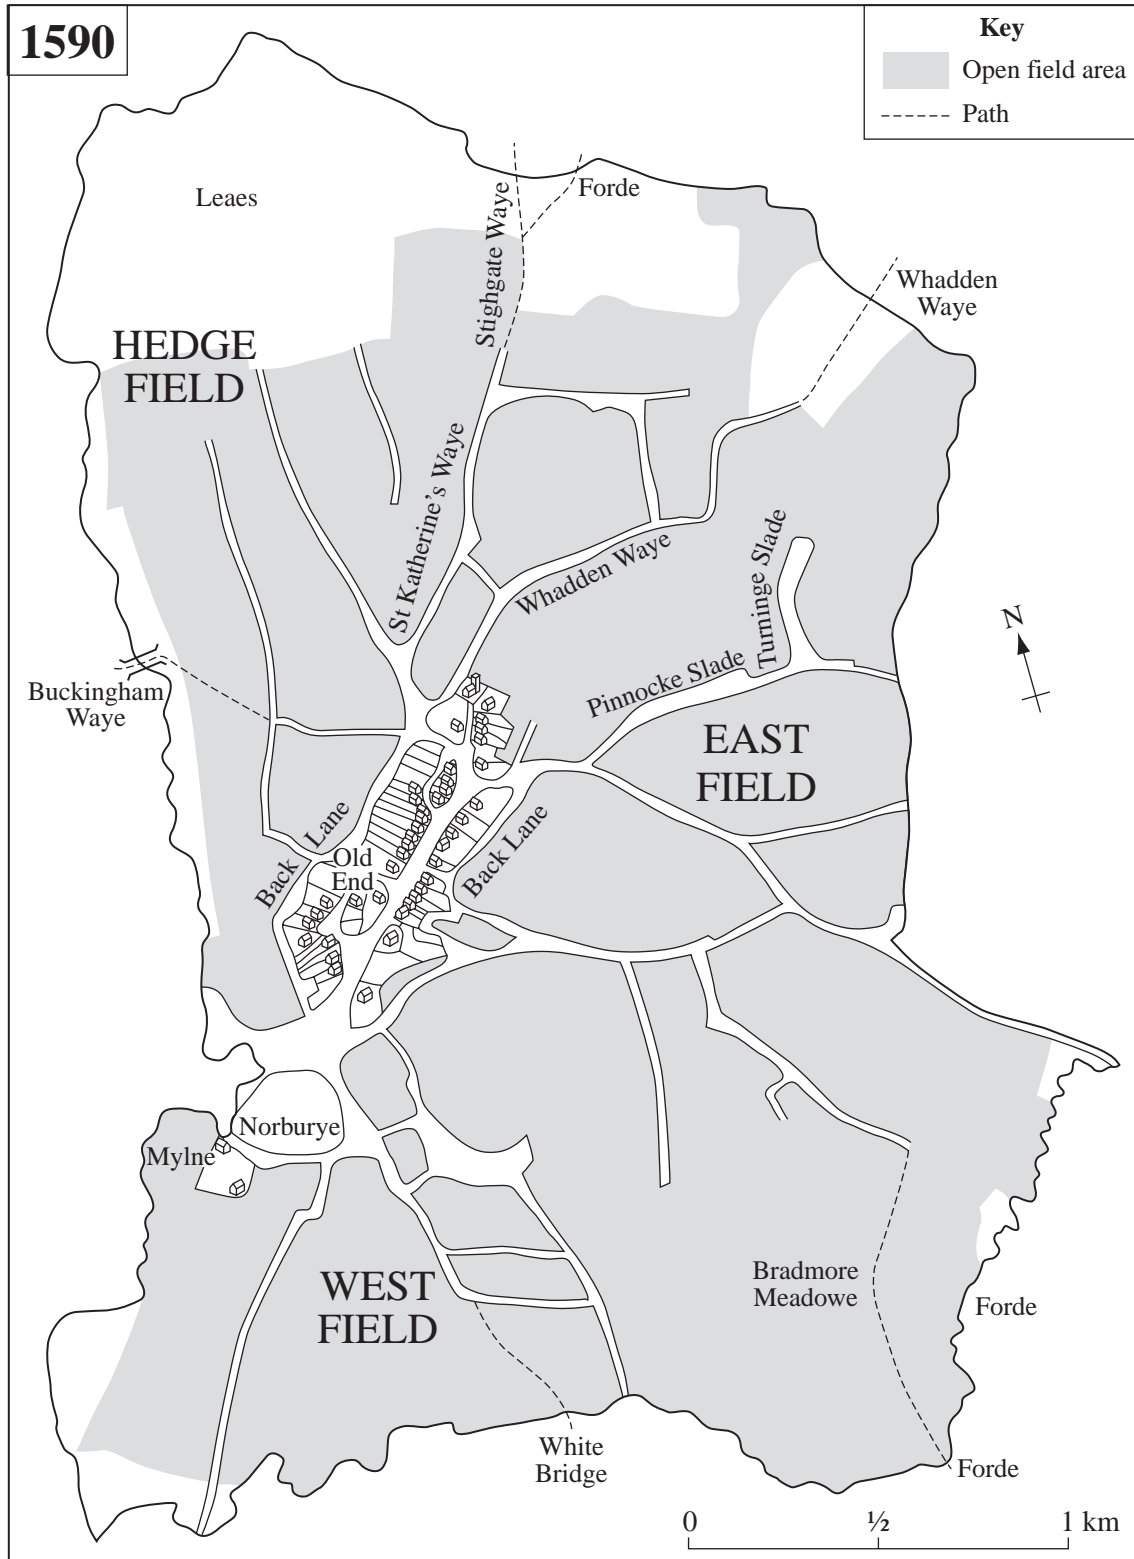 1590
Key
Open field area
Path
Leaes
Stighgate Waye
Forde
Whadden
Waye
HEDGE
FIELD
St Katherine's Waye
Whadden Waye
Turninge Slade
Pinnocke Slade
N
Buckingham
Waye
EAST
FIELD
Back Lane
Old
End
Back Lane
Norburye
Mylne
WEST
FIELD
Bradmore
Meadowe
Forde
White
Bridge
Forde
0 ½ 1 km